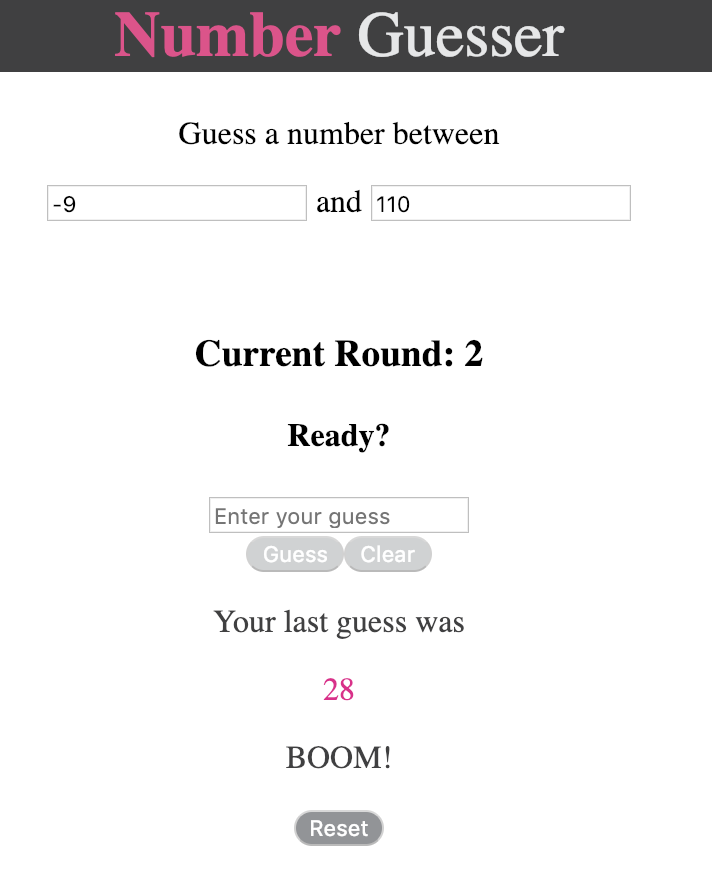 Number Guesser
Guess a number between
-9 and 110
Current Round: 2
Ready?
Enter your guess
Guess Clear
Your last guess was
28
BOOM!
Reset